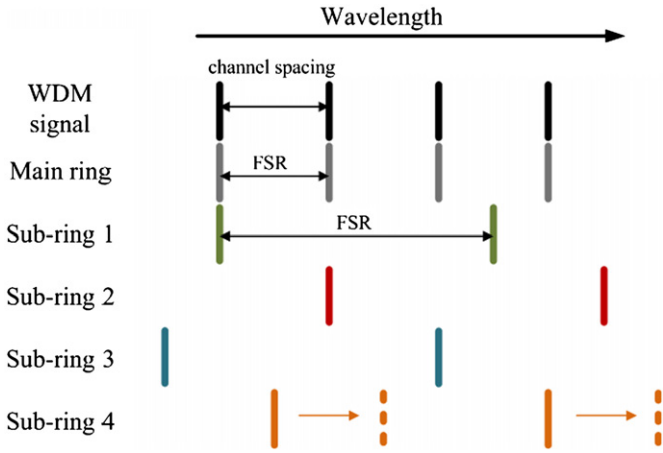 Wavelength
channel spacing
WDM
signal
Main ring
FSR
Sub-ring 1
FSR
Sub-ring 2
Sub-ring 3
Sub-ring 4